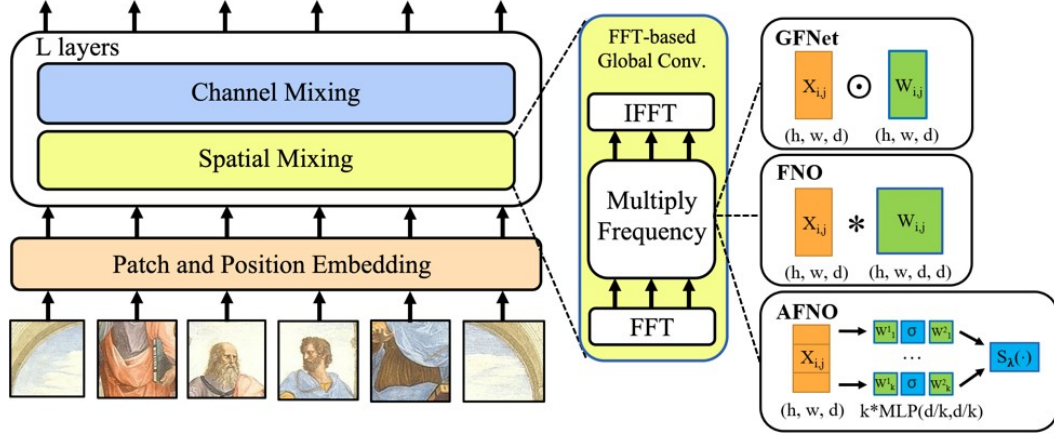 L layers
Channel Mixing
Spatial Mixing
Patch and Position Embedding
FFT-based
Global Conv.
IFFT
Multiply
Frequency
FFT
GFNet
X_{i,j} ⊙ W_{i,j}
(h, w, d) (h, w, d)
FNO
X_{i,j} * W_{i,j}
(h, w, d) (h, w, d, d)
AFNO
W^1_1 σ W^2_1
X_{i,j} ... S_λ(·)
W^1_k σ W^2_k
(h, w, d) k*MLP(d/k,d/k)